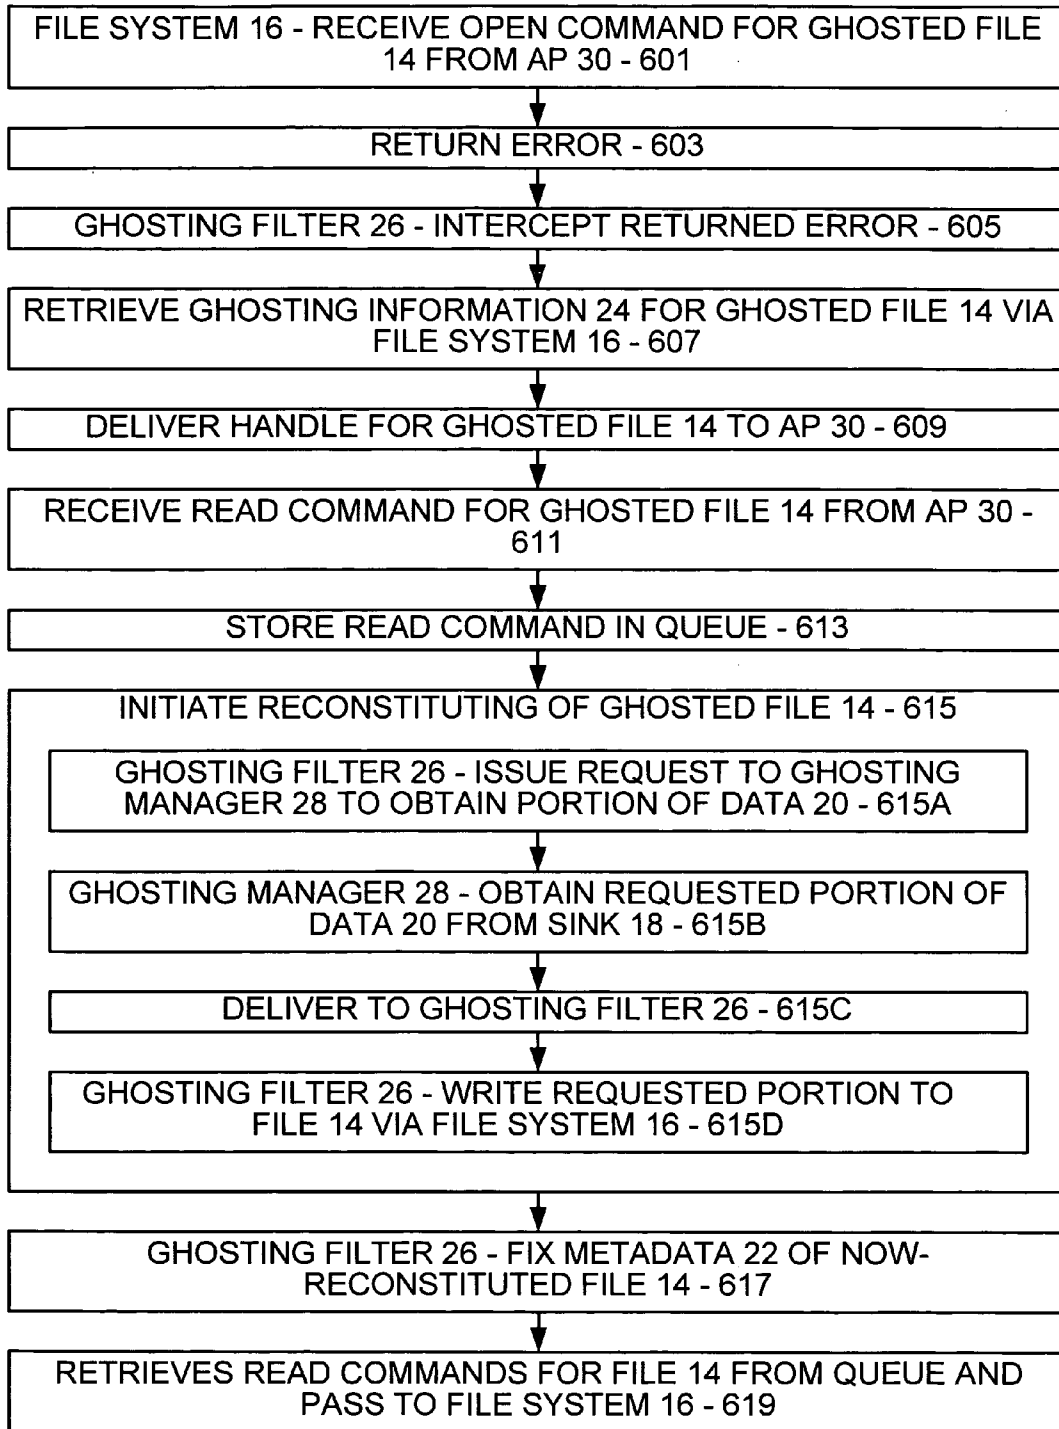 FILE SYSTEM 16 - RECEIVE OPEN COMMAND FOR GHOSTED FILE
14 FROM AP 30 - 601
RETURN ERROR - 603
GHOSTING FILTER 26 - INTERCEPT RETURNED ERROR - 605
RETRIEVE GHOSTING INFORMATION 24 FOR GHOSTED FILE 14 VIA
FILE SYSTEM 16 - 607
DELIVER HANDLE FOR GHOSTED FILE 14 TO AP 30 - 609
RECEIVE READ COMMAND FOR GHOSTED FILE 14 FROM AP 30 -
611
STORE READ COMMAND IN QUEUE - 613
INITIATE RECONSTITUTING OF GHOSTED FILE 14 - 615
GHOSTING FILTER 26 - ISSUE REQUEST TO GHOSTING
MANAGER 28 TO OBTAIN PORTION OF DATA 20 - 615A
GHOSTING MANAGER 28 - OBTAIN REQUESTED PORTION OF
DATA 20 FROM SINK 18 - 615B
DELIVER TO GHOSTING FILTER 26 - 615C
GHOSTING FILTER 26 - WRITE REQUESTED PORTION TO
FILE 14 VIA FILE SYSTEM 16 - 615D
GHOSTING FILTER 26 - FIX METADATA 22 OF NOW-
RECONSTITUTED FILE 14 - 617
RETRIEVES READ COMMANDS FOR FILE 14 FROM QUEUE AND
PASS TO FILE SYSTEM 16 - 619